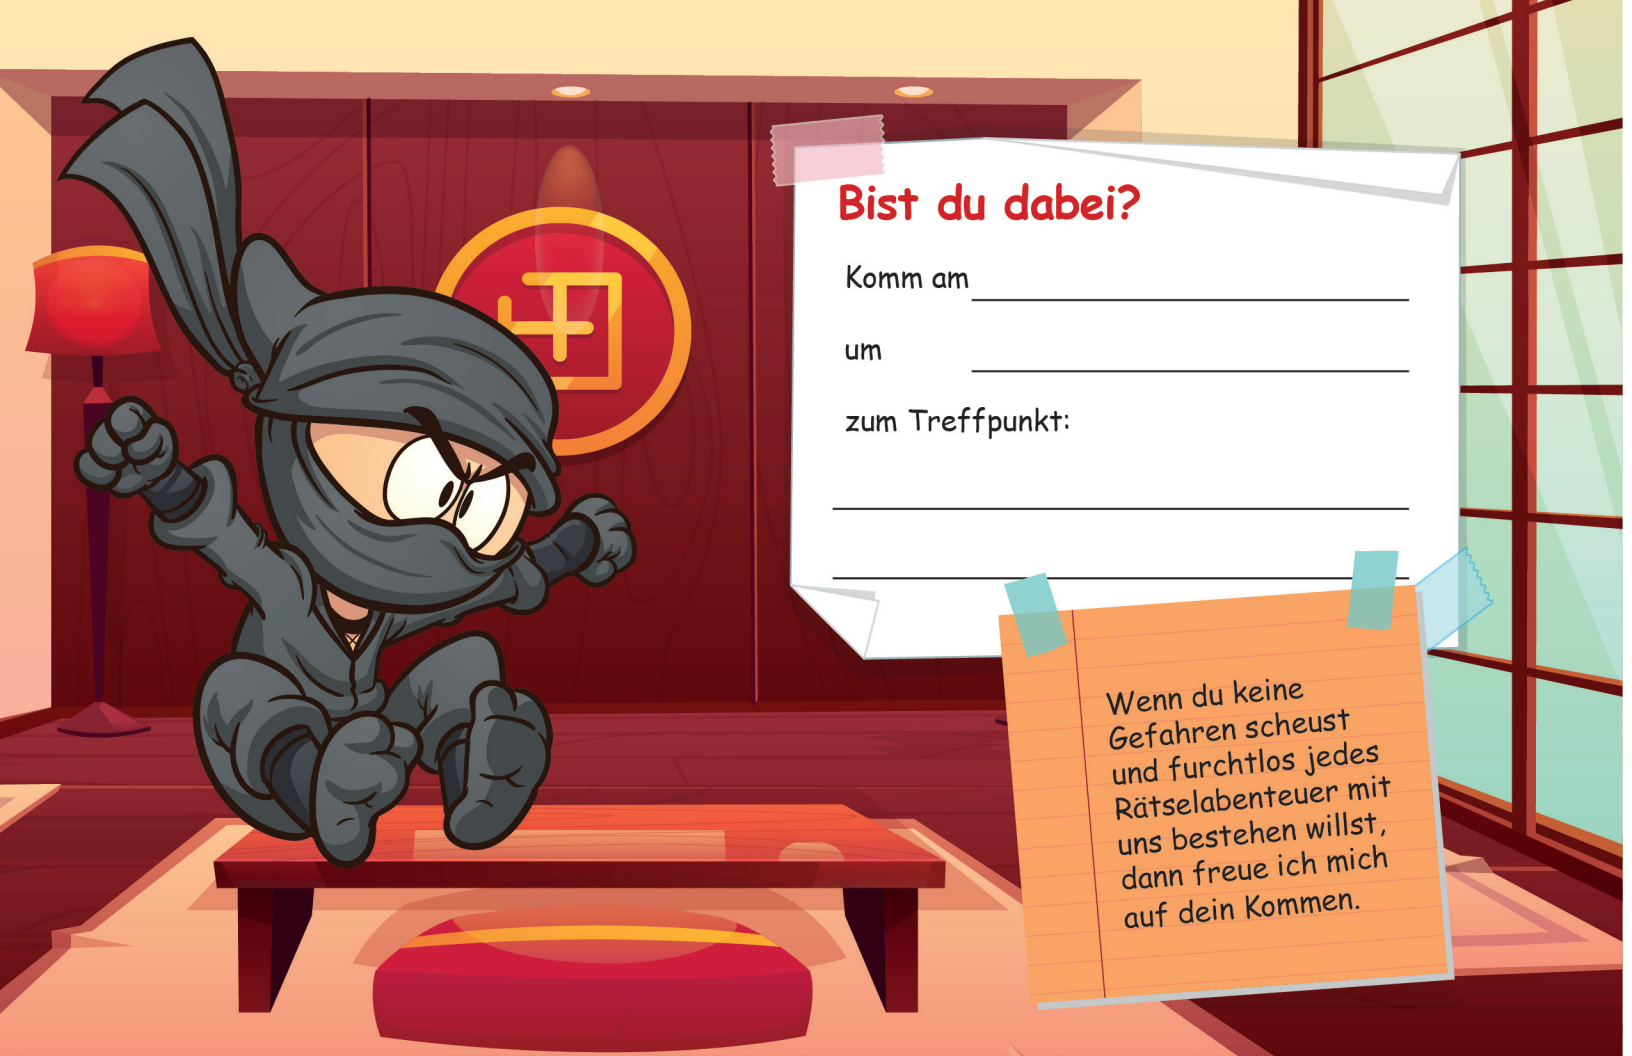 Bist du dabei?
Komm am
um
zum Treffpunkt:
Wenn du keine
Gefahren scheust
und furchtlos jedes
Rätselabenteuer mit
uns bestehen willst,
dann freue ich mich
auf dein Kommen.